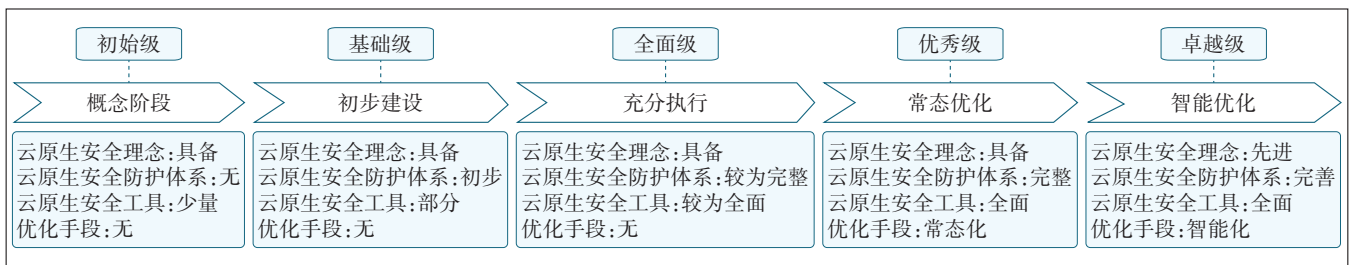 初始级
基础级
全面级
优秀级
卓越级
概念阶段
初步建设
充分执行
常态优化
智能优化
云原生安全理念:具备
云原生安全防护体系:无
云原生安全工具:少量
优化手段:无
云原生安全理念:具备
云原生安全防护体系:初步
云原生安全工具:部分
优化手段:无
云原生安全理念:具备
云原生安全防护体系:较为完整
云原生安全工具:较为全面
优化手段:无
云原生安全理念:具备
云原生安全防护体系:完整
云原生安全工具:全面
优化手段:常态化
云原生安全理念:先进
云原生安全防护体系:完善
云原生安全工具:全面
优化手段:智能化